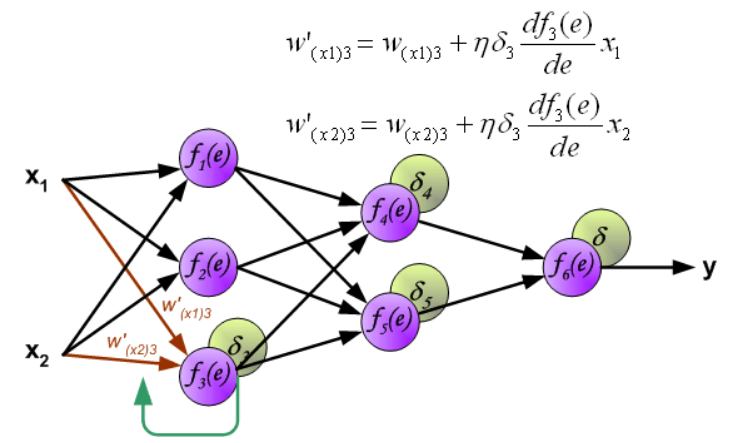 w'(x1)3 = w(x1)3 + ηδ3 df3(e)/de x1
w'(x2)3 = w(x2)3 + ηδ3 df3(e)/de x2
x1
f1(e)
δ4
f4(e)
δ
f6(e)
y
f2(e)
w'(x1)3
δ5
f5(e)
x2
w'(x2)3
δ3
f3(e)